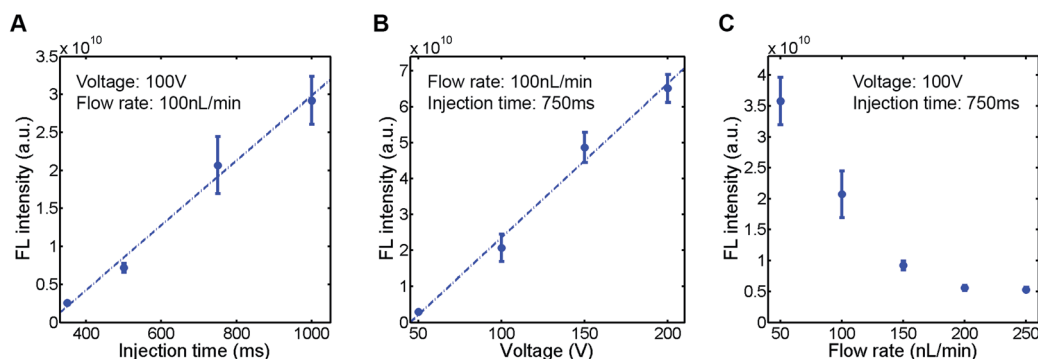 A
x 10^10
3.5
3
2.5
2
1.5
1
0.5
0
FL intensity (a.u.)
Voltage: 100V
Flow rate: 100nL/min
400 600 800 1000
Injection time (ms)
B
x 10^10
7
6
5
4
3
2
1
0
FL intensity (a.u.)
Flow rate: 100nL/min
Injection time: 750ms
50 100 150 200
Voltage (V)
C
x 10^10
4
3.5
3
2.5
2
1.5
1
0.5
0
FL intensity (a.u.)
Voltage: 100V
Injection time: 750ms
50 100 150 200 250
Flow rate (nL/min)